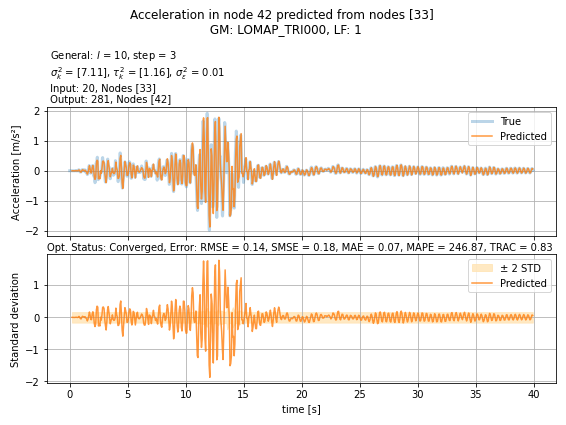 Acceleration in node 42 predicted from nodes [33]
GM: LOMAP_TRI000, LF: 1
General: l = 10, step = 3
σ²ₖ = [7.11], τ²ₖ = [1.16], σ²ε = 0.01
Input: 20, Nodes [33]
Output: 281, Nodes [42]
Acceleration [m/s²]
2
1
0
−1
−2
True
Predicted
Opt. Status: Converged, Error: RMSE = 0.14, SMSE = 0.18, MAE = 0.07, MAPE = 246.87, TRAC = 0.83
Standard deviation
1
0
−1
−2
± 2 STD
Predicted
0 5 10 15 20 25 30 35 40
time [s]